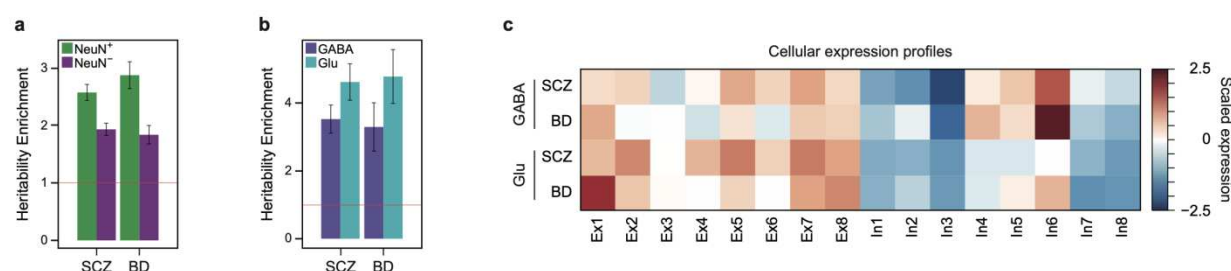 a
NeuN⁺
NeuN⁻
Heritability Enrichment
3
2
1
0
SCZ
BD
b
GABA
Glu
Heritability Enrichment
4
2
0
SCZ
BD
c
Cellular expression profiles
GABA
SCZ
BD
Glu
SCZ
BD
Ex1
Ex2
Ex3
Ex4
Ex5
Ex6
Ex7
Ex8
In1
In2
In3
In4
In5
In6
In7
In8
2.5
0
−2.5
Scaled expression